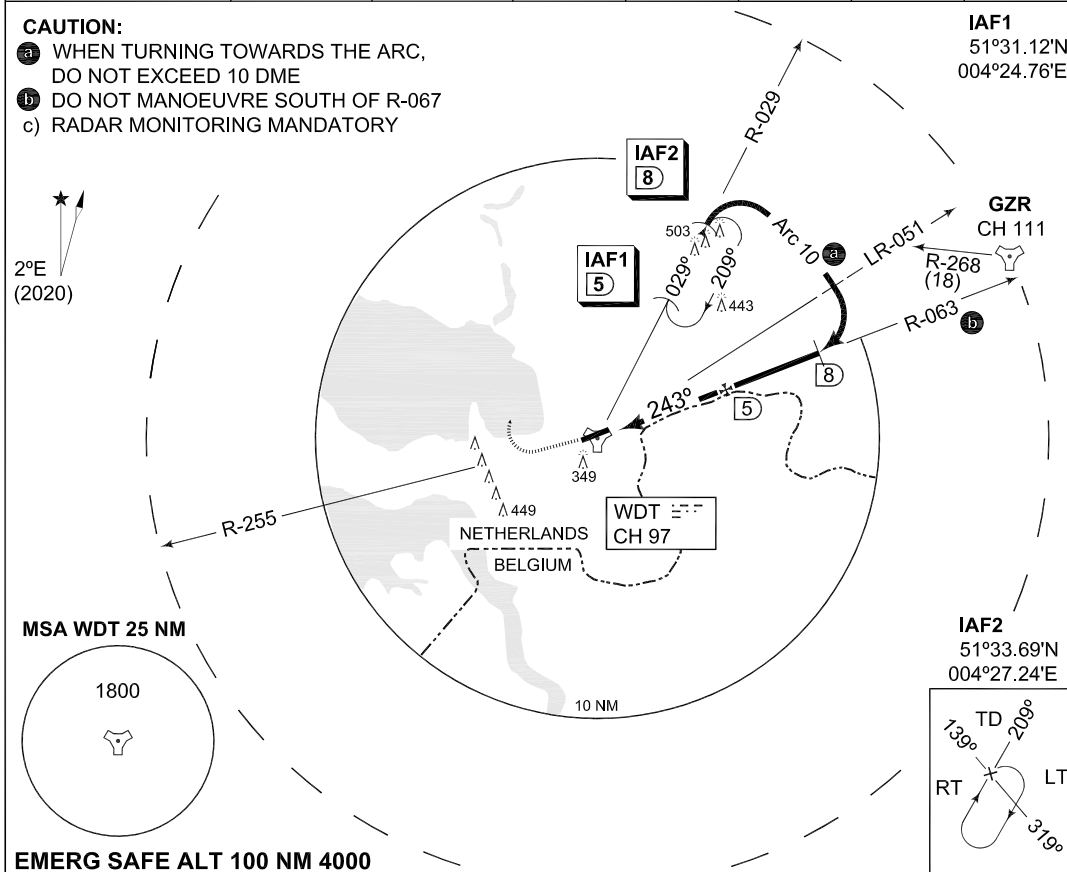 CAUTION:
a WHEN TURNING TOWARDS THE ARC,
DO NOT EXCEED 10 DME
b DO NOT MANOEUVRE SOUTH OF R-067
c) RADAR MONITORING MANDATORY
IAF1
51º31.12'N
004º24.76'E
R-029
IAF2
8
2ºE
(2020)
503
Arc 10
a
LR-051
GZR
CH 111
R-268
(18)
IAF1
5
029º
209º
443
R-063
b
8
5
243º
349
R-255
449
WDT
CH 97
NETHERLANDS
BELGIUM
MSA WDT 25 NM
1800
10 NM
IAF2
51º33.69'N
004º27.24'E
TD
139º
209º
RT
LT
319º
EMERG SAFE ALT 100 NM 4000